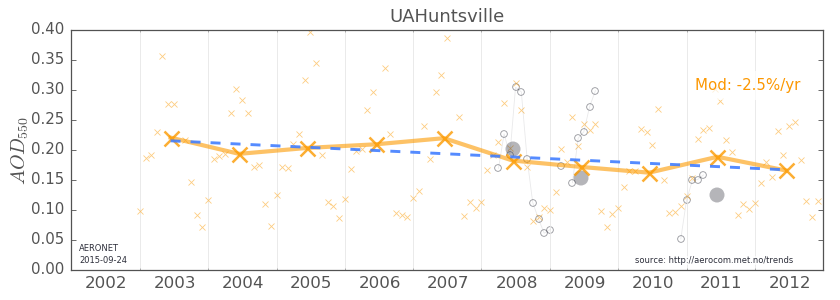 UAHuntsville
0.40
0.35
0.30
0.25
0.20
0.15
0.10
0.05
0.00
AOD550
Mod: -2.5%/yr
AERONET
2015-09-24
source: http://aerocom.met.no/trends
2002 2003 2004 2005 2006 2007 2008 2009 2010 2011 2012